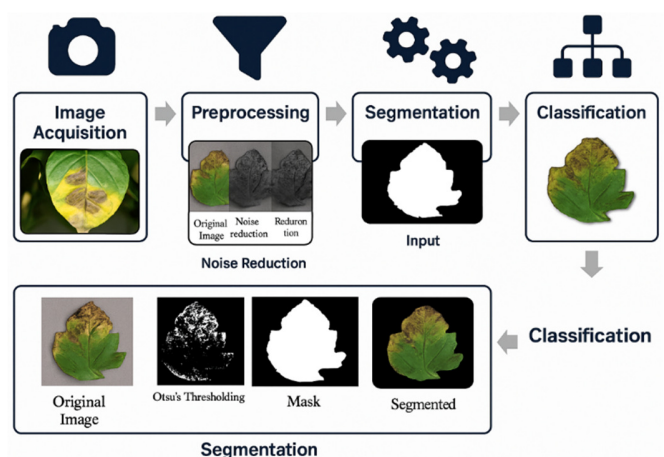 Image
Acquisition
Preprocessing
Segmentation
Classification
Original
Image
Noise
reduction
Reduron
tion
Noise Reduction
Input
Classification
Original
Image
Otsu's Thresholding
Mask
Segmented
Segmentation